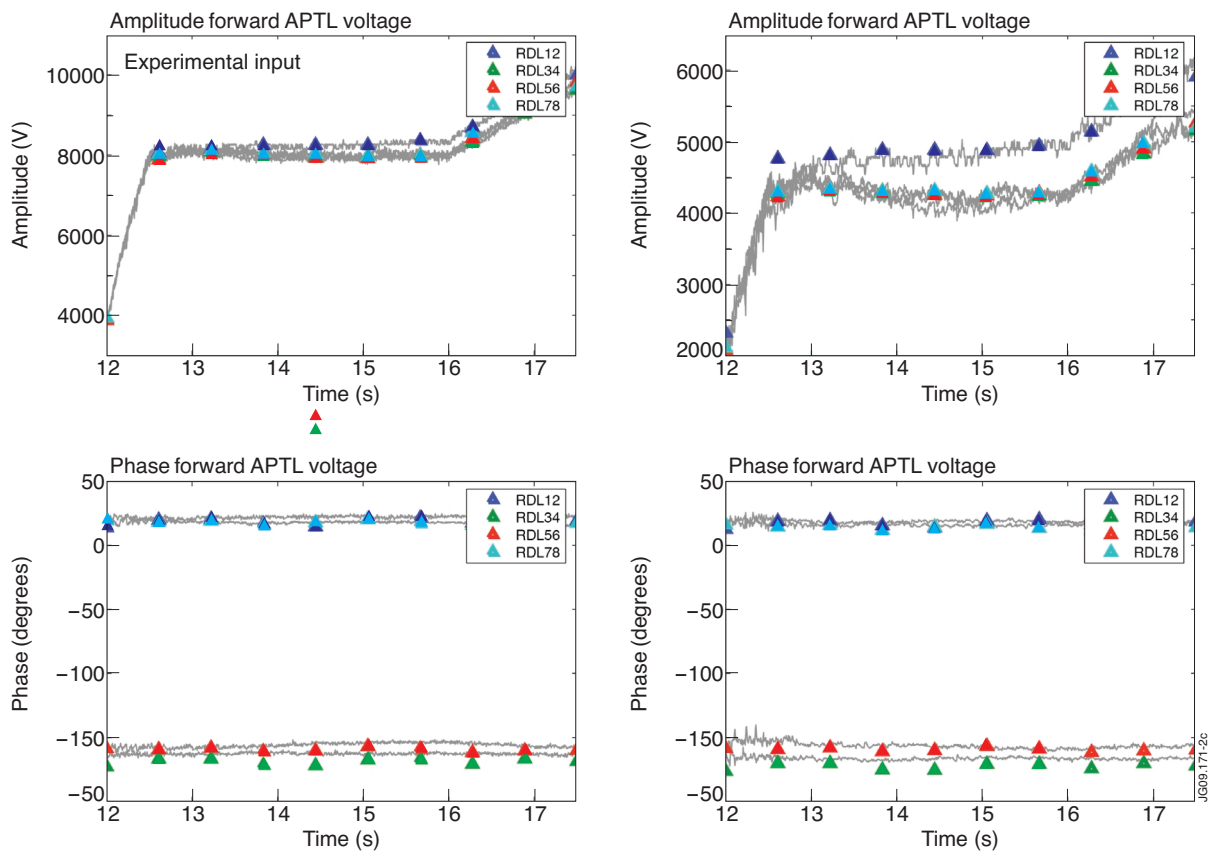 Amplitude forward APTL voltage
Experimental input
RDL12
RDL34
RDL56
RDL78
10000
8000
6000
4000
Amplitude (V)
12 13 14 15 16 17
Time (s)
Amplitude forward APTL voltage
RDL12
RDL34
RDL56
RDL78
6000
5000
4000
3000
2000
Amplitude (V)
12 13 14 15 16 17
Time (s)
Phase forward APTL voltage
RDL12
RDL34
RDL56
RDL78
50
0
−50
−100
−150
−50
Phase (degrees)
12 13 14 15 16 17
Time (s)
Phase forward APTL voltage
RDL12
RDL34
RDL56
RDL78
50
0
−50
−100
−150
−50
Phase (degrees)
12 13 14 15 16 17
Time (s)
JG09.171-2c